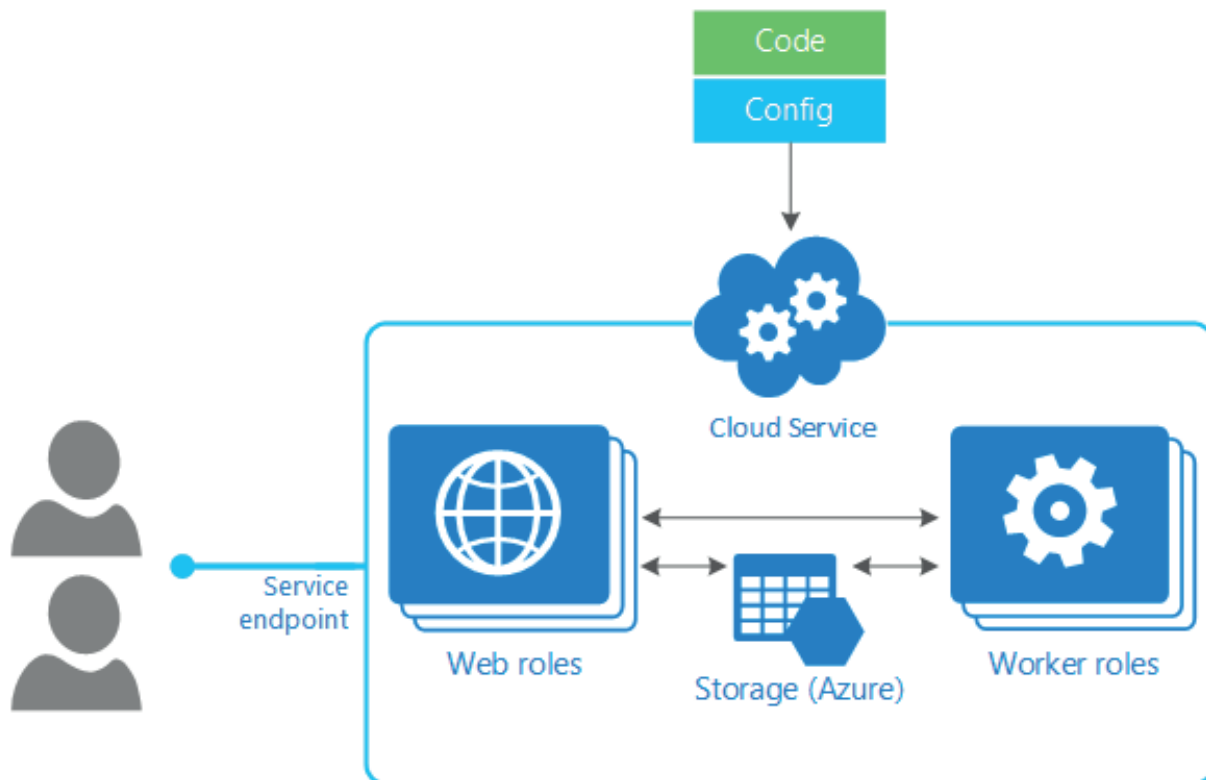 Code
Config
Cloud Service
Service
endpoint
Web roles
Storage (Azure)
Worker roles